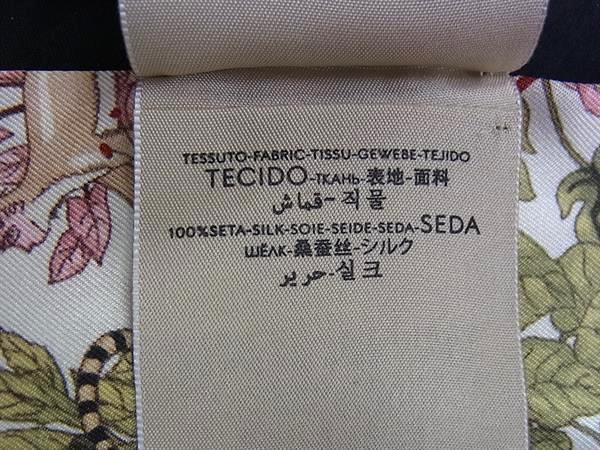 TESSUTO-FABRIC-TISSU-GEWEBE-TEJIDO
TECIDO-ТКАНЬ-表地-面料
قماش-직물
100%SETA-SILK-SOIE-SEIDE-SEDA-SEDA
ШЁЛК-桑蚕丝-シルク
حرير-실크